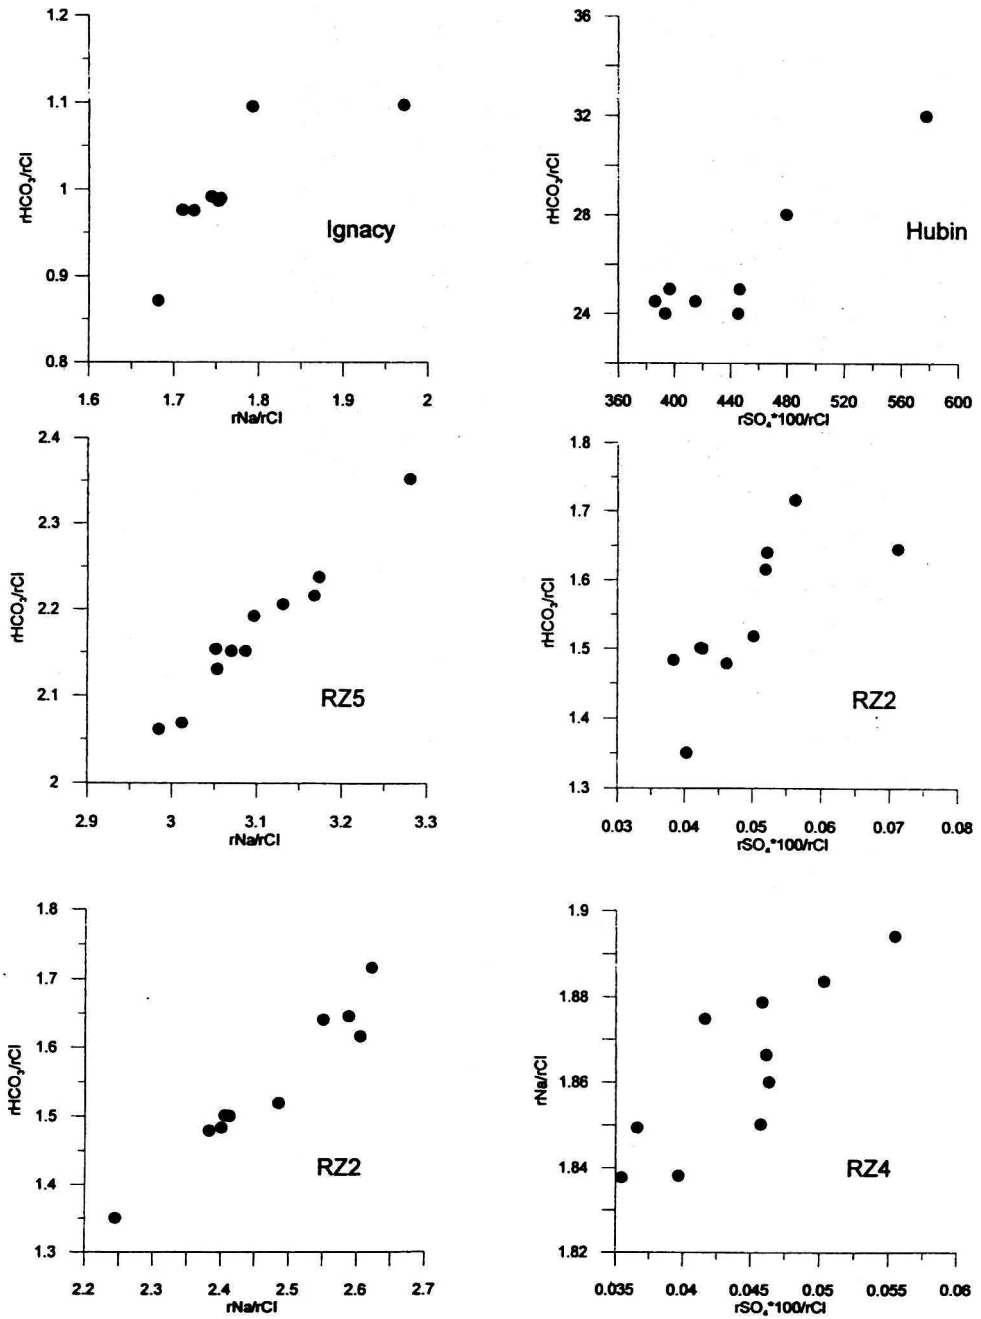 1.2
1.1
1
0.9
0.8
rHCO₃/rCl
Ignacy
1.6 1.7 1.8 1.9 2
rNa/rCl
36
32
28
24
rHCO₃/rCl
Hubin
360 400 440 480 520 560 600
rSO₄*100/rCl
2.4
2.3
2.2
2.1
2
rHCO₃/rCl
RZ5
2.9 3 3.1 3.2 3.3
rNa/rCl
1.8
1.7
1.6
1.5
1.4
1.3
rHCO₃/rCl
RZ2
0.03 0.04 0.05 0.06 0.07 0.08
rSO₄*100/rCl
1.8
1.7
1.6
1.5
1.4
1.3
rHCO₃/rCl
RZ2
2.2 2.3 2.4 2.5 2.6 2.7
rNa/rCl
1.9
1.88
1.86
1.84
1.82
rNa/rCl
RZ4
0.035 0.04 0.045 0.05 0.055 0.06
rSO₄*100/rCl